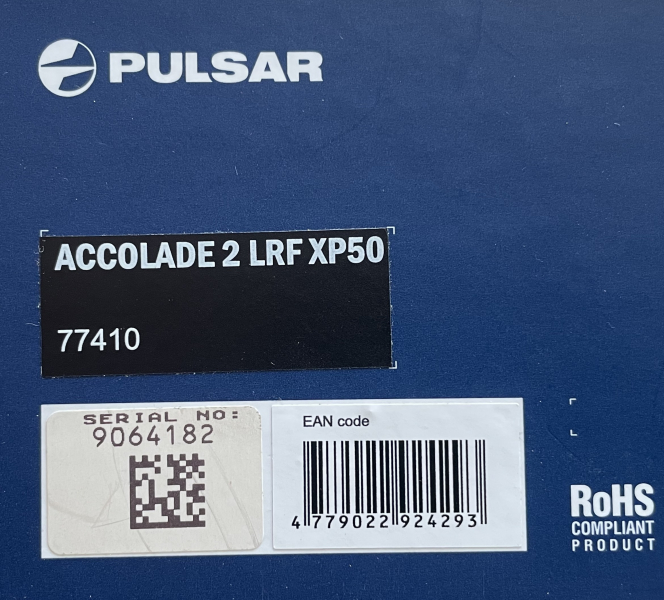 PULSAR
ACCOLADE 2 LRF XP50
77410
SERIAL NO:
9064182
EAN code
4 779022 924293
RoHS
COMPLIANT
PRODUCT